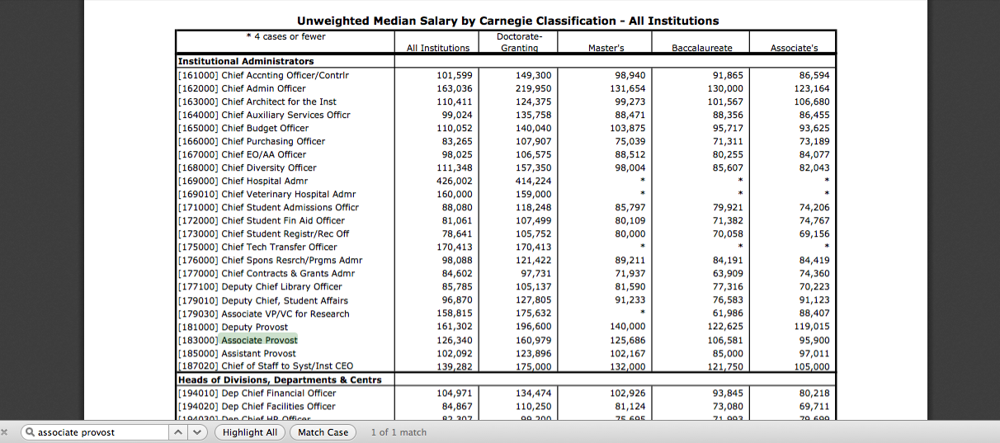 Unweighted Median Salary by Carnegie Classification - All Institutions
* 4 cases or fewer All Institutions Doctorate-Granting Master's Baccalaureate Associate's
Institutional Administrators
[161000] Chief Accnting Officer/Contrlr 101,599 149,300 98,940 91,865 86,594
[162000] Chief Admin Officer 163,036 219,950 131,654 130,000 123,164
[163000] Chief Architect for the Inst 110,411 124,375 99,273 101,567 106,680
[164000] Chief Auxiliary Services Officr 99,024 135,758 88,471 88,356 86,455
[165000] Chief Budget Officer 110,052 140,040 103,875 95,717 93,625
[166000] Chief Purchasing Officer 83,265 107,907 75,039 71,311 73,189
[167000] Chief EO/AA Officer 98,025 106,575 88,512 80,255 84,077
[168000] Chief Diversity Officer 111,348 157,350 98,004 85,607 82,043
[169000] Chief Hospital Admr 426,002 414,224 * * *
[169010] Chief Veterinary Hospital Admr 160,000 159,000 * * *
[171000] Chief Student Admissions Officr 88,080 118,248 85,797 79,921 74,206
[172000] Chief Student Fin Aid Officer 81,061 107,499 80,109 71,382 74,767
[173000] Chief Student Registr/Rec Off 78,641 105,752 80,000 70,058 69,156
[175000] Chief Tech Transfer Officer 170,413 170,413 * * *
[176000] Chief Spons Resrch/Prgms Admr 98,088 121,422 89,211 84,191 84,419
[177000] Chief Contracts & Grants Admr 84,602 97,731 71,937 63,909 74,360
[177100] Deputy Chief Library Officer 85,785 105,137 81,590 77,316 70,223
[179010] Deputy Chief, Student Affairs 96,870 127,805 91,233 76,583 91,123
[179030] Associate VP/VC for Research 158,815 175,632 * 61,986 88,407
[181000] Deputy Provost 161,302 196,600 140,000 122,625 119,015
[183000] Associate Provost 126,340 160,979 125,686 106,581 95,900
[185000] Assistant Provost 102,092 123,896 102,167 85,000 97,011
[187020] Chief of Staff to Syst/Inst CEO 139,282 175,000 132,000 121,750 105,000
Heads of Divisions, Departments & Centrs
[194010] Dep Chief Financial Officer 104,971 134,474 102,926 93,845 80,218
[194020] Dep Chief Facilities Officer 84,867 110,250 81,124 73,080 69,711
[194030] Dep Chief HR Officer 82,307 99,200 75,695 71,993 79,699
associate provost Highlight All Match Case 1 of 1 match